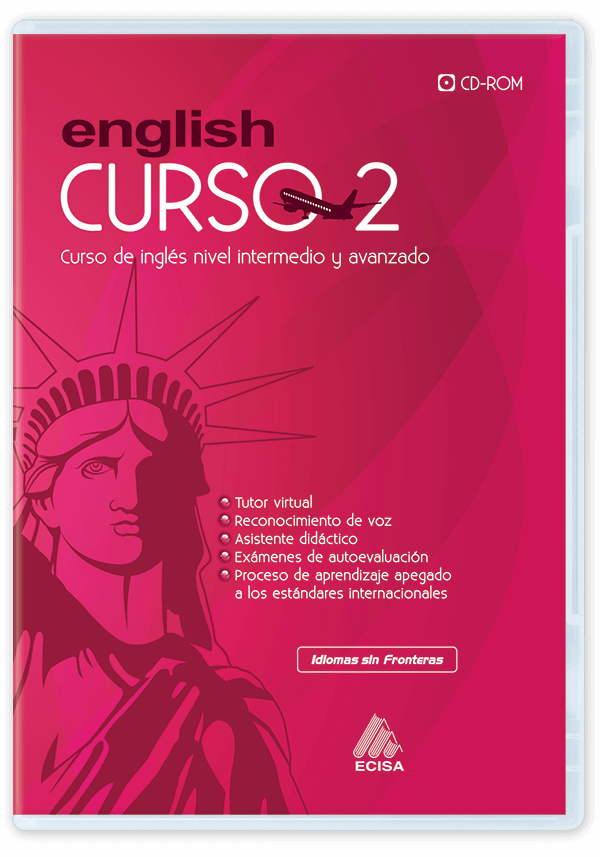 CD-ROM
english
CURSO 2
Curso de inglés nivel intermedio y avanzado
Tutor virtual
Reconocimiento de voz
Asistente didáctico
Exámenes de autoevaluación
Proceso de aprendizaje apegado
a los estándares internacionales
Idiomas sin Fronteras
ECISA